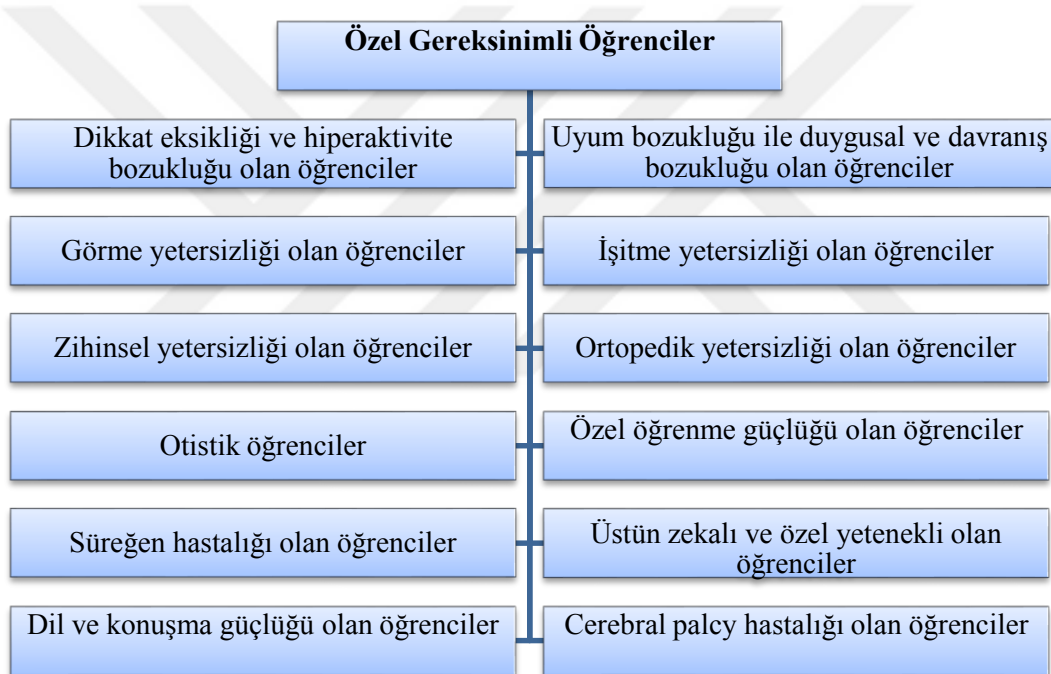 Özel Gereksinimli Öğrenciler
Dikkat eksikliği ve hiperaktivite
bozukluğu olan öğrenciler
Uyum bozukluğu ile duygusal ve davranış
bozukluğu olan öğrenciler
Görme yetersizliği olan öğrenciler
İşitme yetersizliği olan öğrenciler
Zihinsel yetersizliği olan öğrenciler
Ortopedik yetersizliği olan öğrenciler
Otistik öğrenciler
Özel öğrenme güçlüğü olan öğrenciler
Süreğen hastalığı olan öğrenciler
Üstün zekalı ve özel yetenekli olan
öğrenciler
Dil ve konuşma güçlüğü olan öğrenciler
Cerebral palcy hastalığı olan öğrenciler